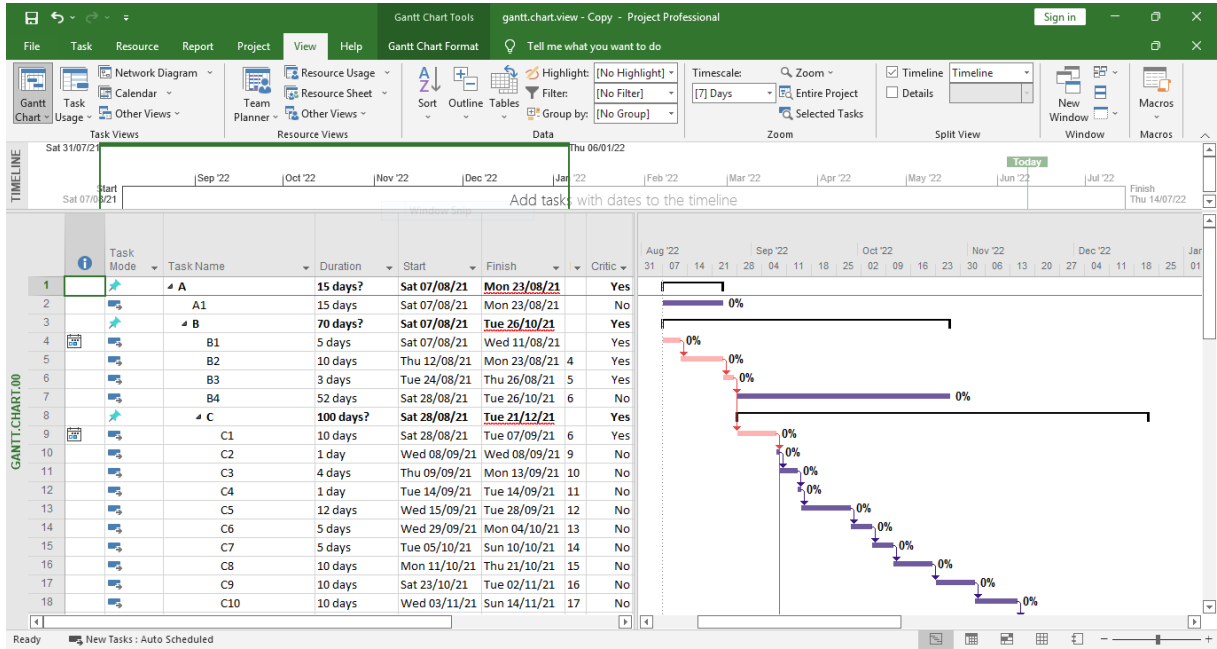 Gantt Chart Tools gantt.chart.view - Copy - Project Professional Sign in
File Task Resource Report Project View Help Gantt Chart Format Tell me what you want to do
Network Diagram Resource Usage Highlight: [No Highlight] Timescale: Zoom Timeline Timeline
Calendar Resource Sheet Filter: [No Filter] [7] Days Entire Project Details
Gantt Chart Task Usage Other Views Team Planner Other Views Sort Outline Tables Group by: [No Group] Selected Tasks New Window Macros
Task Views Resource Views Data Zoom Split View Window Macros
TIMELINE
Sat 31/07/21 Thu 06/01/22
Today
Sep '22 Oct '22 Nov '22 Dec '22 Jan '22 Feb '22 Mar '22 Apr '22 May '22 Jun '22 Jul '22
Start Finish
Sat 07/08/21 Add tasks with dates to the timeline Thu 14/07/22
Window Snip
GANTT.CHART.00
Task Mode Task Name Duration Start Finish Critic
Aug '22 Sep '22 Oct '22 Nov '22 Dec '22 Jan
31 07 14 21 28 04 11 18 25 02 09 16 23 30 06 13 20 27 04 11 18 25 01
1 A 15 days? Sat 07/08/21 Mon 23/08/21 Yes
2 A1 15 days Sat 07/08/21 Mon 23/08/21 No 0%
3 B 70 days? Sat 07/08/21 Tue 26/10/21 Yes
4 B1 5 days Sat 07/08/21 Wed 11/08/21 Yes 0%
5 B2 10 days Thu 12/08/21 Mon 23/08/21 4 Yes 0%
6 B3 3 days Tue 24/08/21 Thu 26/08/21 5 Yes 0%
7 B4 52 days Sat 28/08/21 Tue 26/10/21 6 No 0%
8 C 100 days? Sat 28/08/21 Tue 21/12/21 Yes
9 C1 10 days Sat 28/08/21 Tue 07/09/21 6 Yes 0%
10 C2 1 day Wed 08/09/21 Wed 08/09/21 9 No 0%
11 C3 4 days Thu 09/09/21 Mon 13/09/21 10 No 0%
12 C4 1 day Tue 14/09/21 Tue 14/09/21 11 No 0%
13 C5 12 days Wed 15/09/21 Tue 28/09/21 12 No 0%
14 C6 5 days Wed 29/09/21 Mon 04/10/21 13 No 0%
15 C7 5 days Tue 05/10/21 Sun 10/10/21 14 No 0%
16 C8 10 days Mon 11/10/21 Thu 21/10/21 15 No 0%
17 C9 10 days Sat 23/10/21 Tue 02/11/21 16 No 0%
18 C10 10 days Wed 03/11/21 Sun 14/11/21 17 No 0%
Ready New Tasks : Auto Scheduled